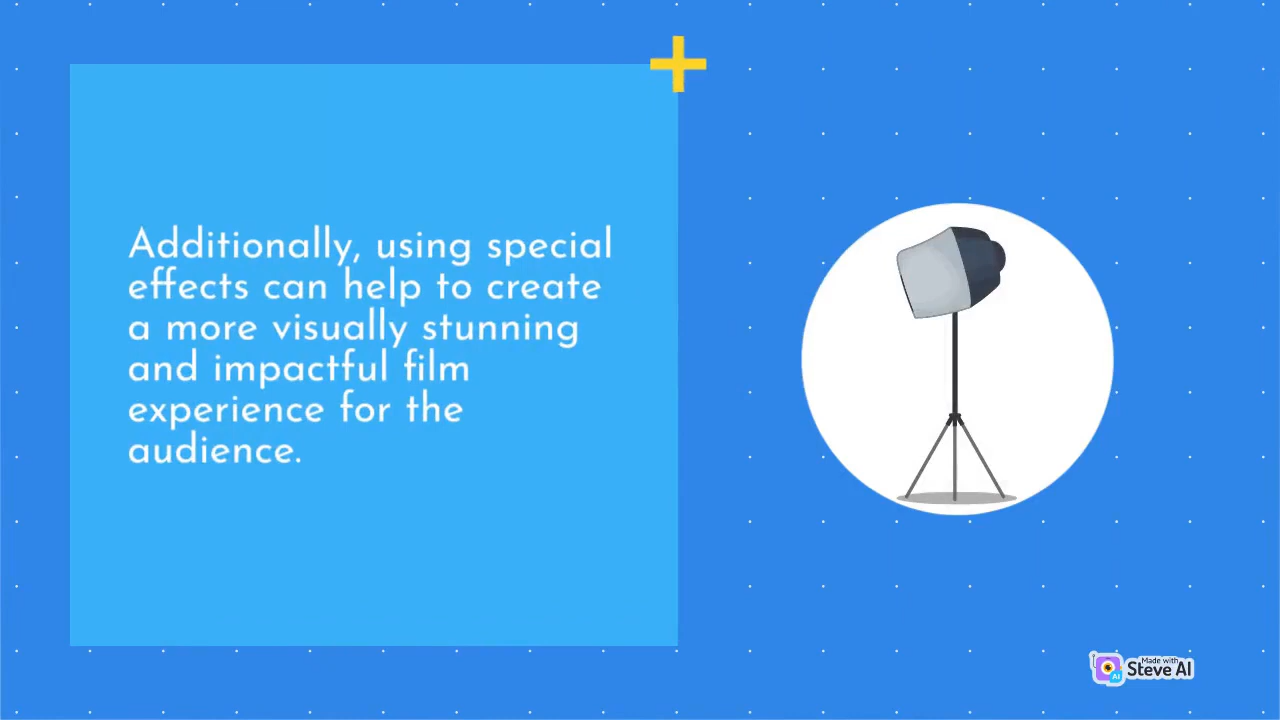 Additionally, using special
effects can help to create
a more visually stunning
and impactful film
experience for the
audience.
Made with
Steve AI
AI